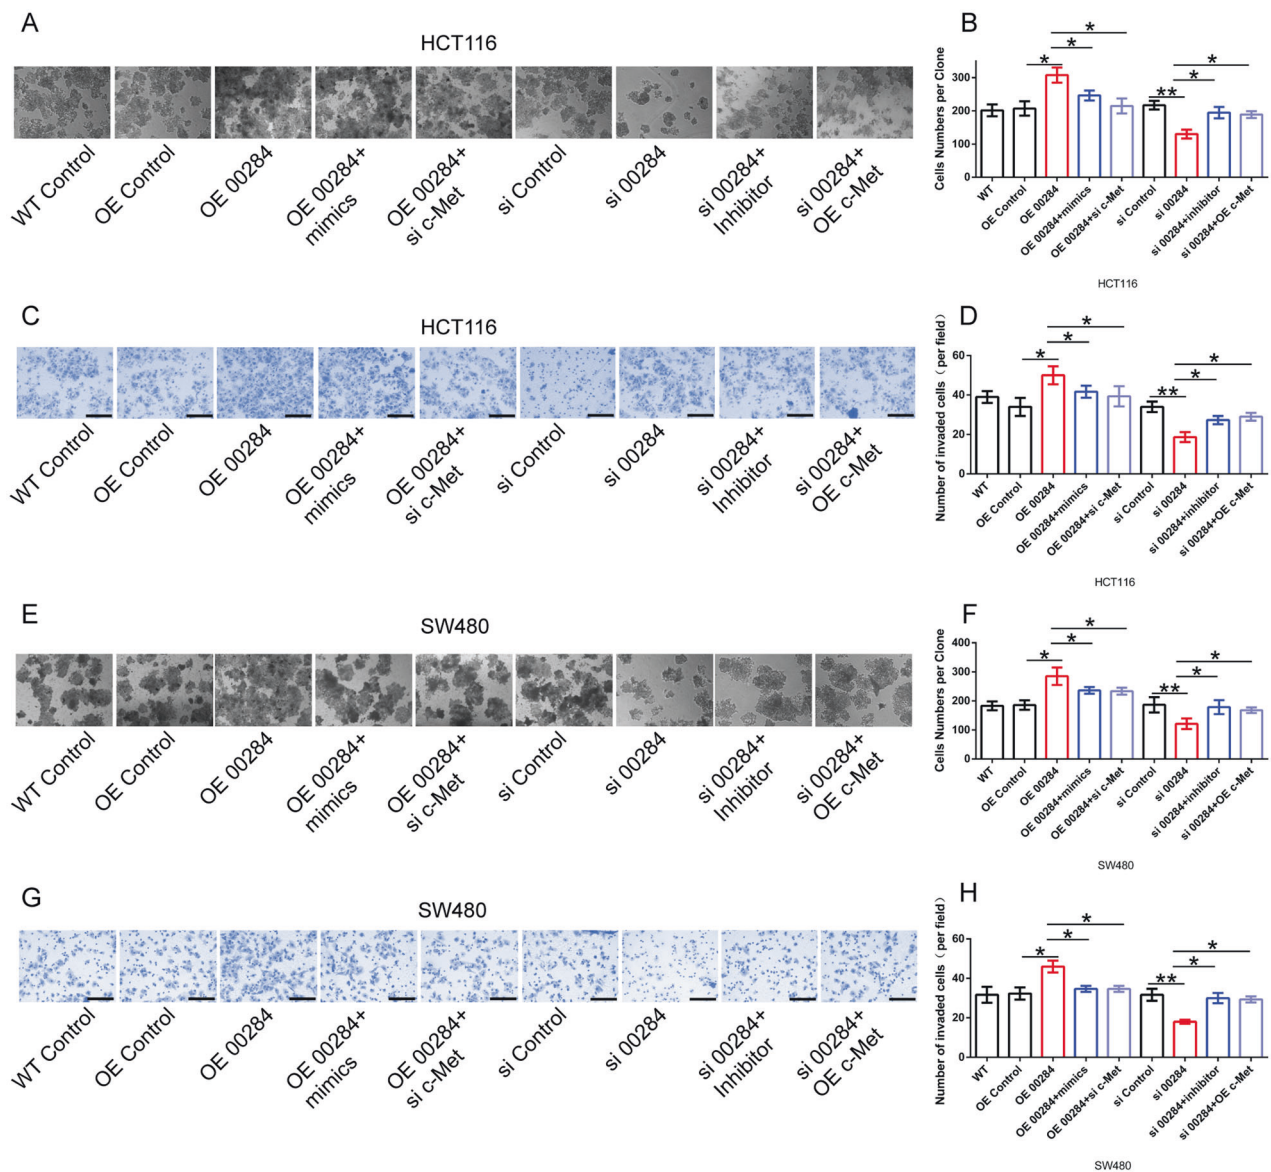 A
HCT116
WT Control
OE Control
OE 00284
OE 00284+
mimics
OE 00284+
si c-Met
si Control
si 00284
si 00284+
Inhibitor
si 00284+
OE c-Met
B
Cells Numbers per Clone
300
200
100
0
*
*
*
**
*
*
WT
OE Control
OE 00284
OE 00284+mimics
OE 00284+si c-Met
si Control
si 00284
si 00284+inhibitor
si 00284+OE c-Met
HCT116
C
HCT116
WT Control
OE Control
OE 00284
OE 00284+
mimics
OE 00284+
si c-Met
si Control
si 00284
si 00284+
Inhibitor
si 00284+
OE c-Met
D
Number of invaded cells (per field)
60
40
20
0
*
*
*
**
*
*
WT
OE Control
OE 00284
OE 00284+mimics
OE 00284+si c-Met
si Control
si 00284
si 00284+inhibitor
si 00284+OE c-Met
HCT116
E
SW480
WT Control
OE Control
OE 00284
OE 00284+
mimics
OE 00284+
si c-Met
si Control
si 00284
si 00284+
Inhibitor
si 00284+
OE c-Met
F
Cells Numbers per Clone
400
300
200
100
0
*
*
*
**
*
*
WT
OE Control
OE 00284
OE 00284+mimics
OE 00284+si c-Met
si Control
si 00284
si 00284+inhibitor
si 00284+OE c-Met
SW480
G
SW480
WT Control
OE Control
OE 00284
OE 00284+
mimics
OE 00284+
si c-Met
si Control
si 00284
si 00284+
Inhibitor
si 00284+
OE c-Met
H
Number of invaded cells (per field)
60
40
20
0
*
*
*
**
*
*
WT
OE Control
OE 00284
OE 00284+mimics
OE 00284+si c-Met
si Control
si 00284
si 00284+inhibitor
si 00284+OE c-Met
SW480